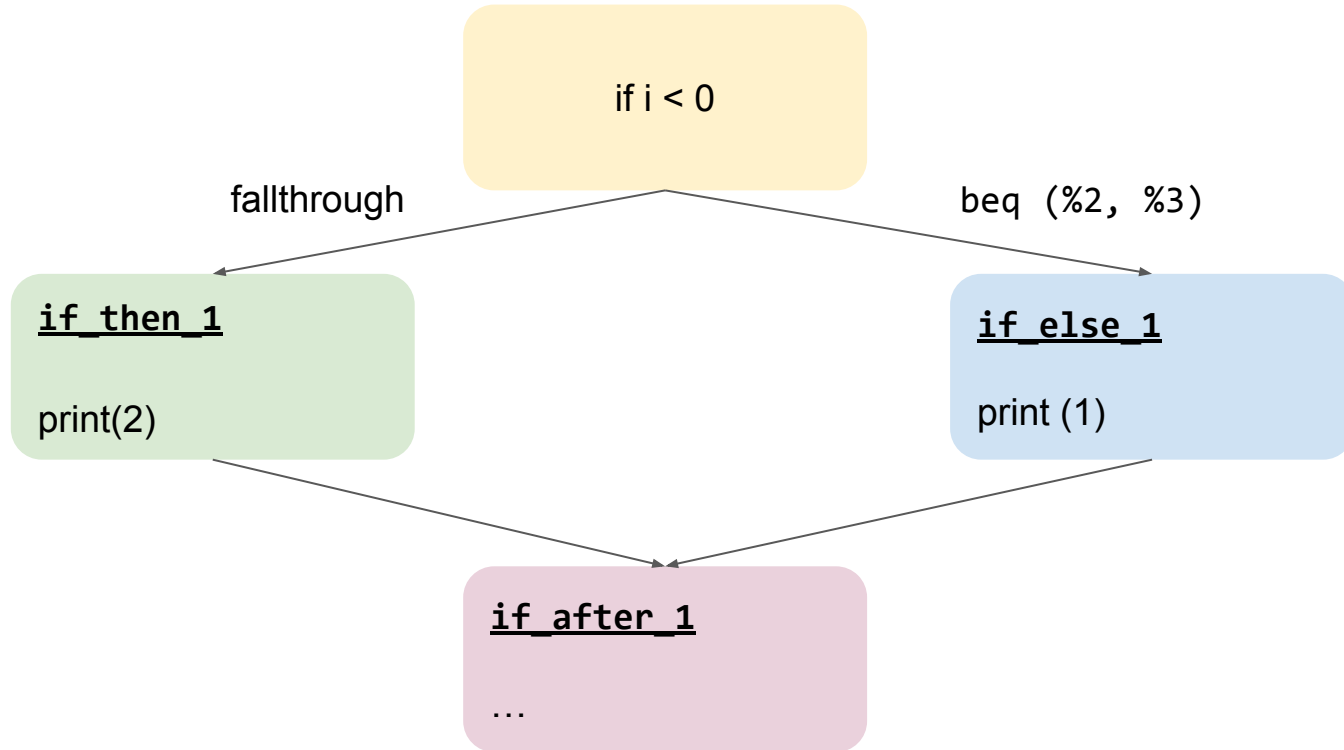 if i < 0
fallthrough
beq (%2, %3)
if_then_1
print(2)
if_else_1
print (1)
if_after_1
…